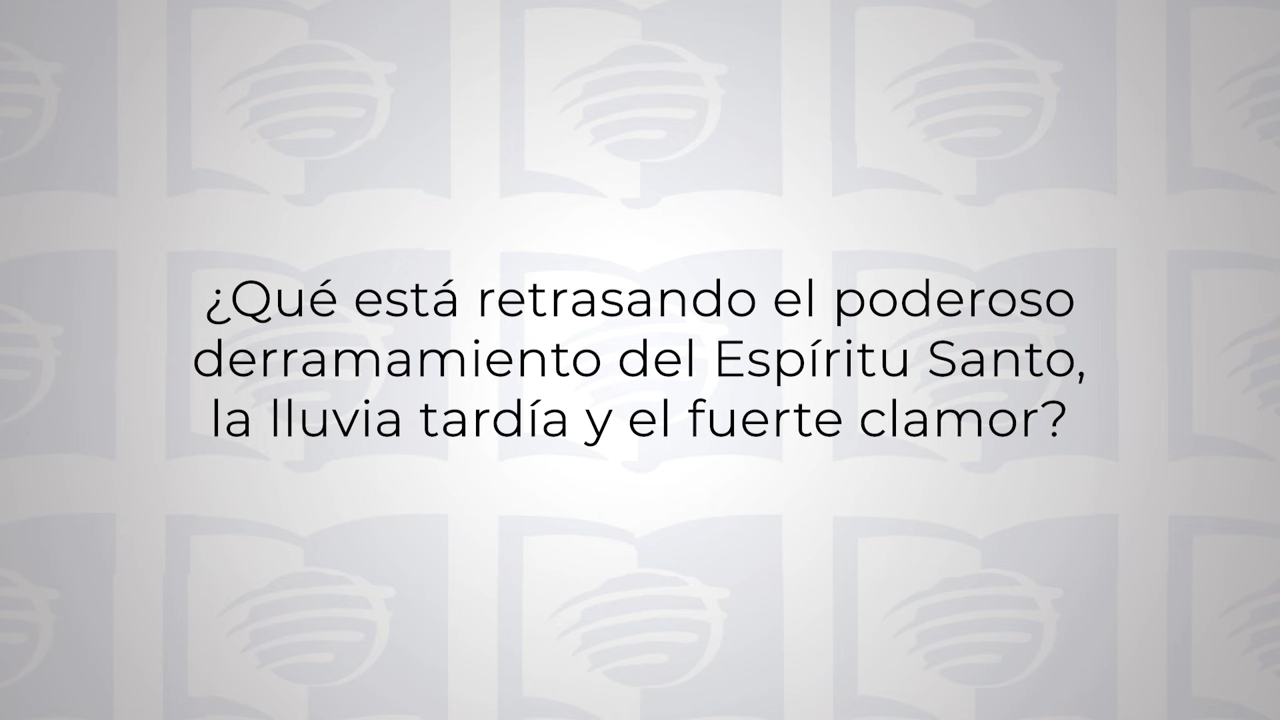 ¿Qué está retrasando el poderoso
derramamiento del Espíritu Santo,
la lluvia tardía y el fuerte clamor?